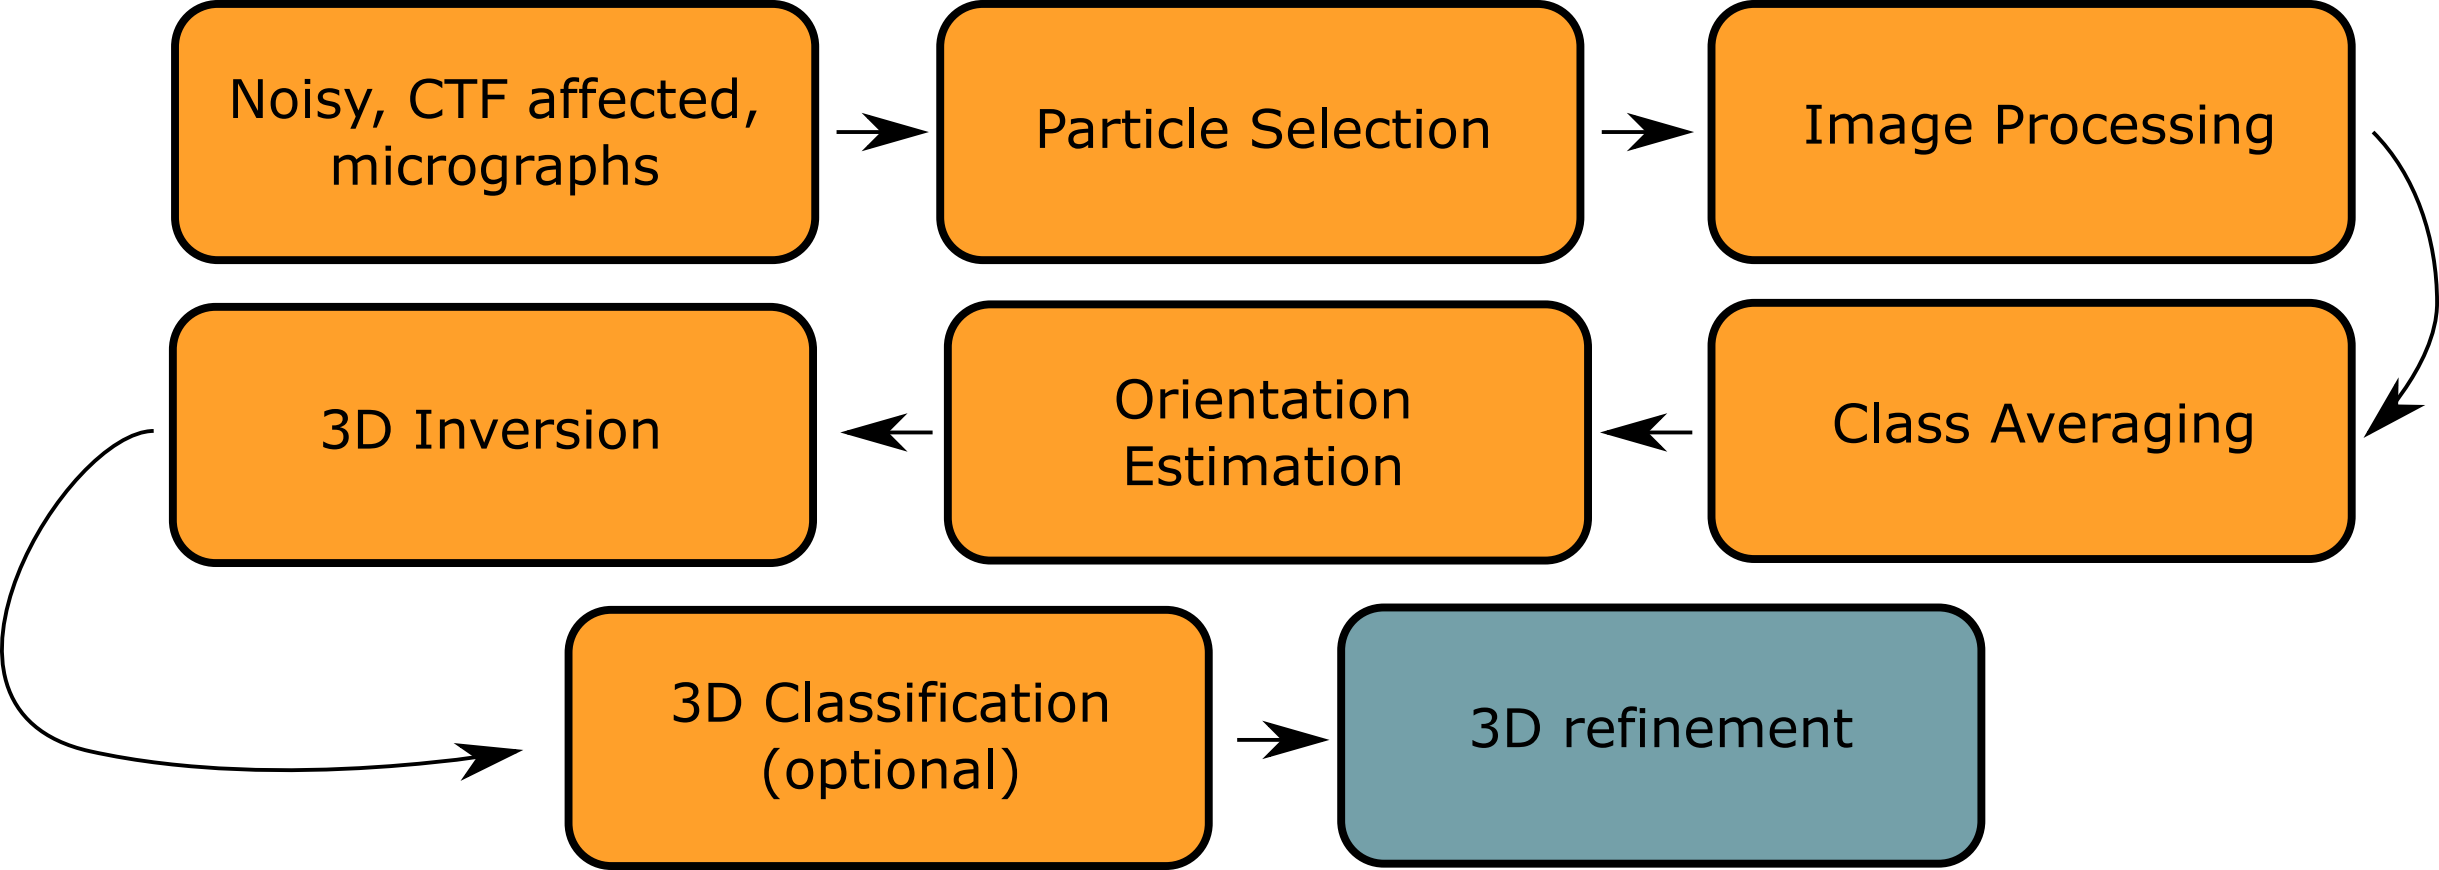 Noisy, CTF affected,
micrographs
Particle Selection
Image Processing
Class Averaging
Orientation
Estimation
3D Inversion
3D Classification
(optional)
3D refinement